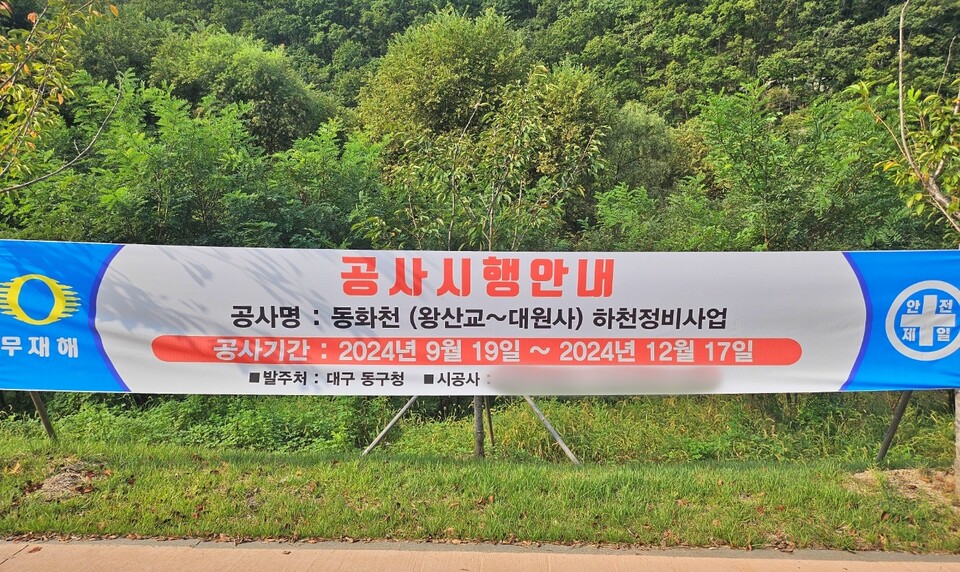 공사시행안내
공사명 : 동화천 (왕산교~대원사) 하천정비사업
공사기간 : 2024년 9월 19일 ~ 2024년 12월 17일
■발주처 : 대구 동구청 ■시공사 :
무재해
안전
제일